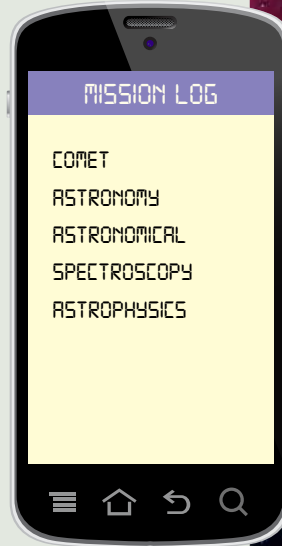 MISSION LOG
COMET
ASTRONOMY
ASTRONOMICAL
SPECTROSCOPY
ASTROPHYSICS